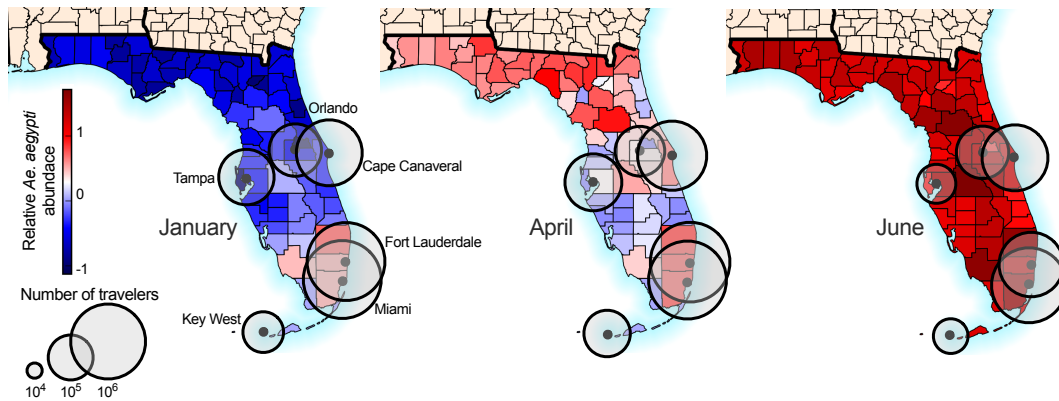 Orlando
Cape Canaveral
Tampa
January
Fort Lauderdale
Miami
Key West
Relative Ae. aegypti
abundace
1
0
-1
Number of travelers
10⁴
10⁵
10⁶
April
June